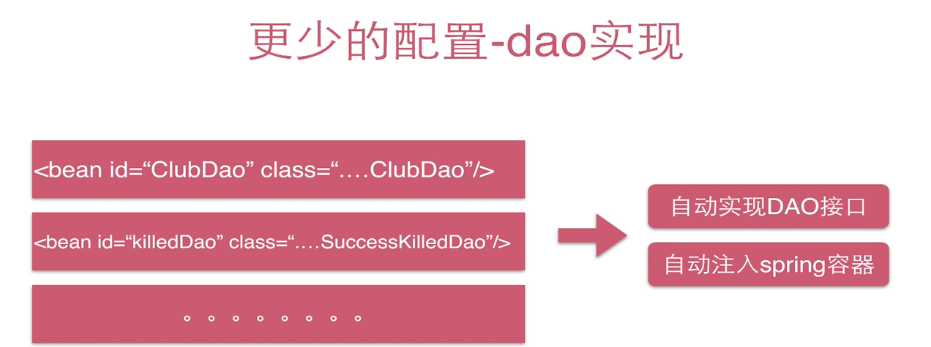 更少的配置-dao实现
<bean id=“ClubDao” class=“....ClubDao”/>
<bean id=“killedDao” class=“....SuccessKilledDao”/>
。。。。。。。。
自动实现DAO接口
自动注入spring容器